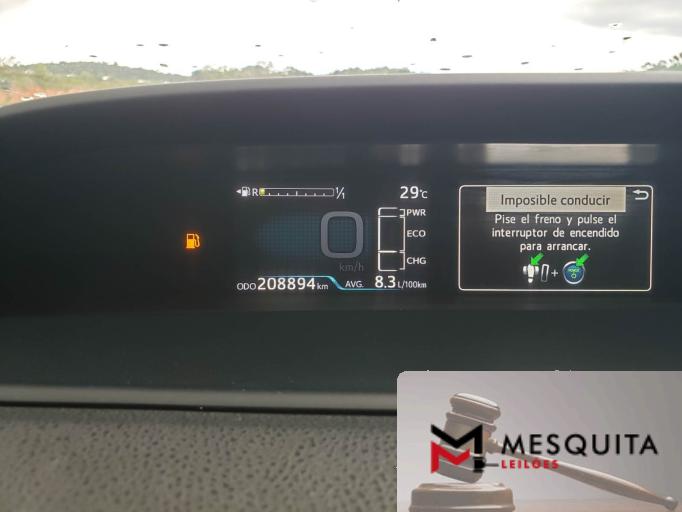 R 1/1
29°C
Imposible conducir
Pise el freno y pulse el
interruptor de encendido
para arrancar.
PWR
ECO
CHG
0
km/h
POWER
+
ODO 208894 km
AVG. 8.3 L/100km
MESQUITA
LEILÕES